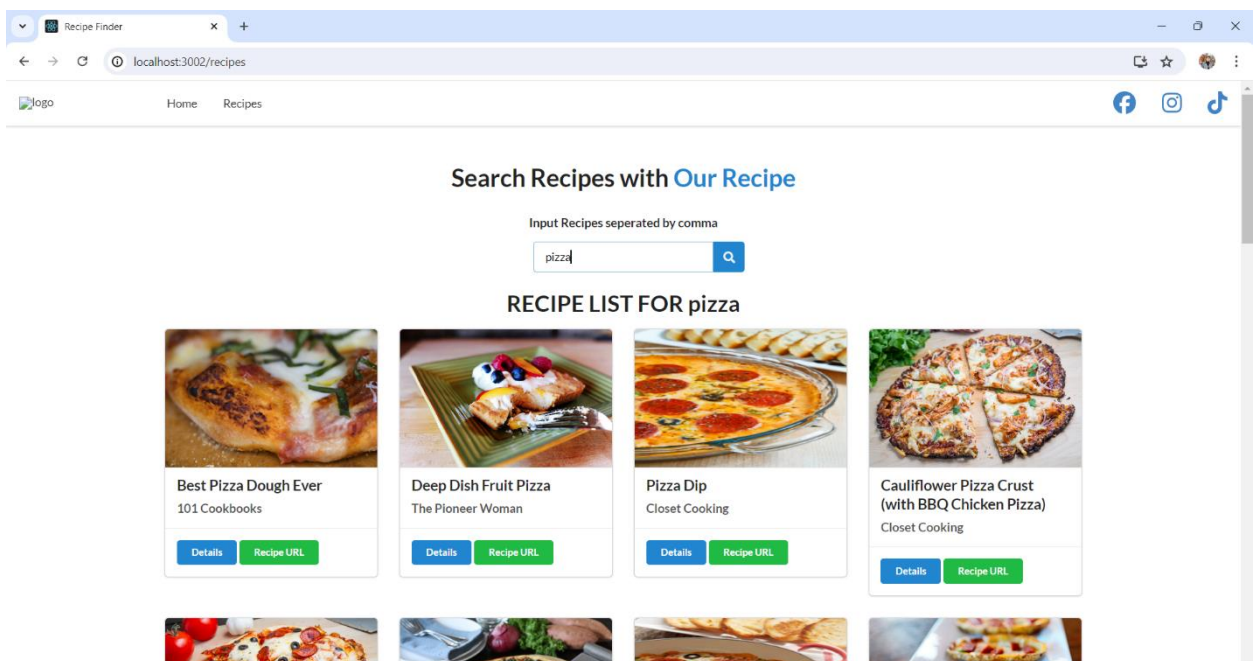 Recipe Finder
localhost:3002/recipes
logo
Home Recipes
Search Recipes with Our Recipe
Input Recipes seperated by comma
pizza
RECIPE LIST FOR pizza
Best Pizza Dough Ever
101 Cookbooks
Details Recipe URL
Deep Dish Fruit Pizza
The Pioneer Woman
Details Recipe URL
Pizza Dip
Closet Cooking
Details Recipe URL
Cauliflower Pizza Crust
(with BBQ Chicken Pizza)
Closet Cooking
Details Recipe URL